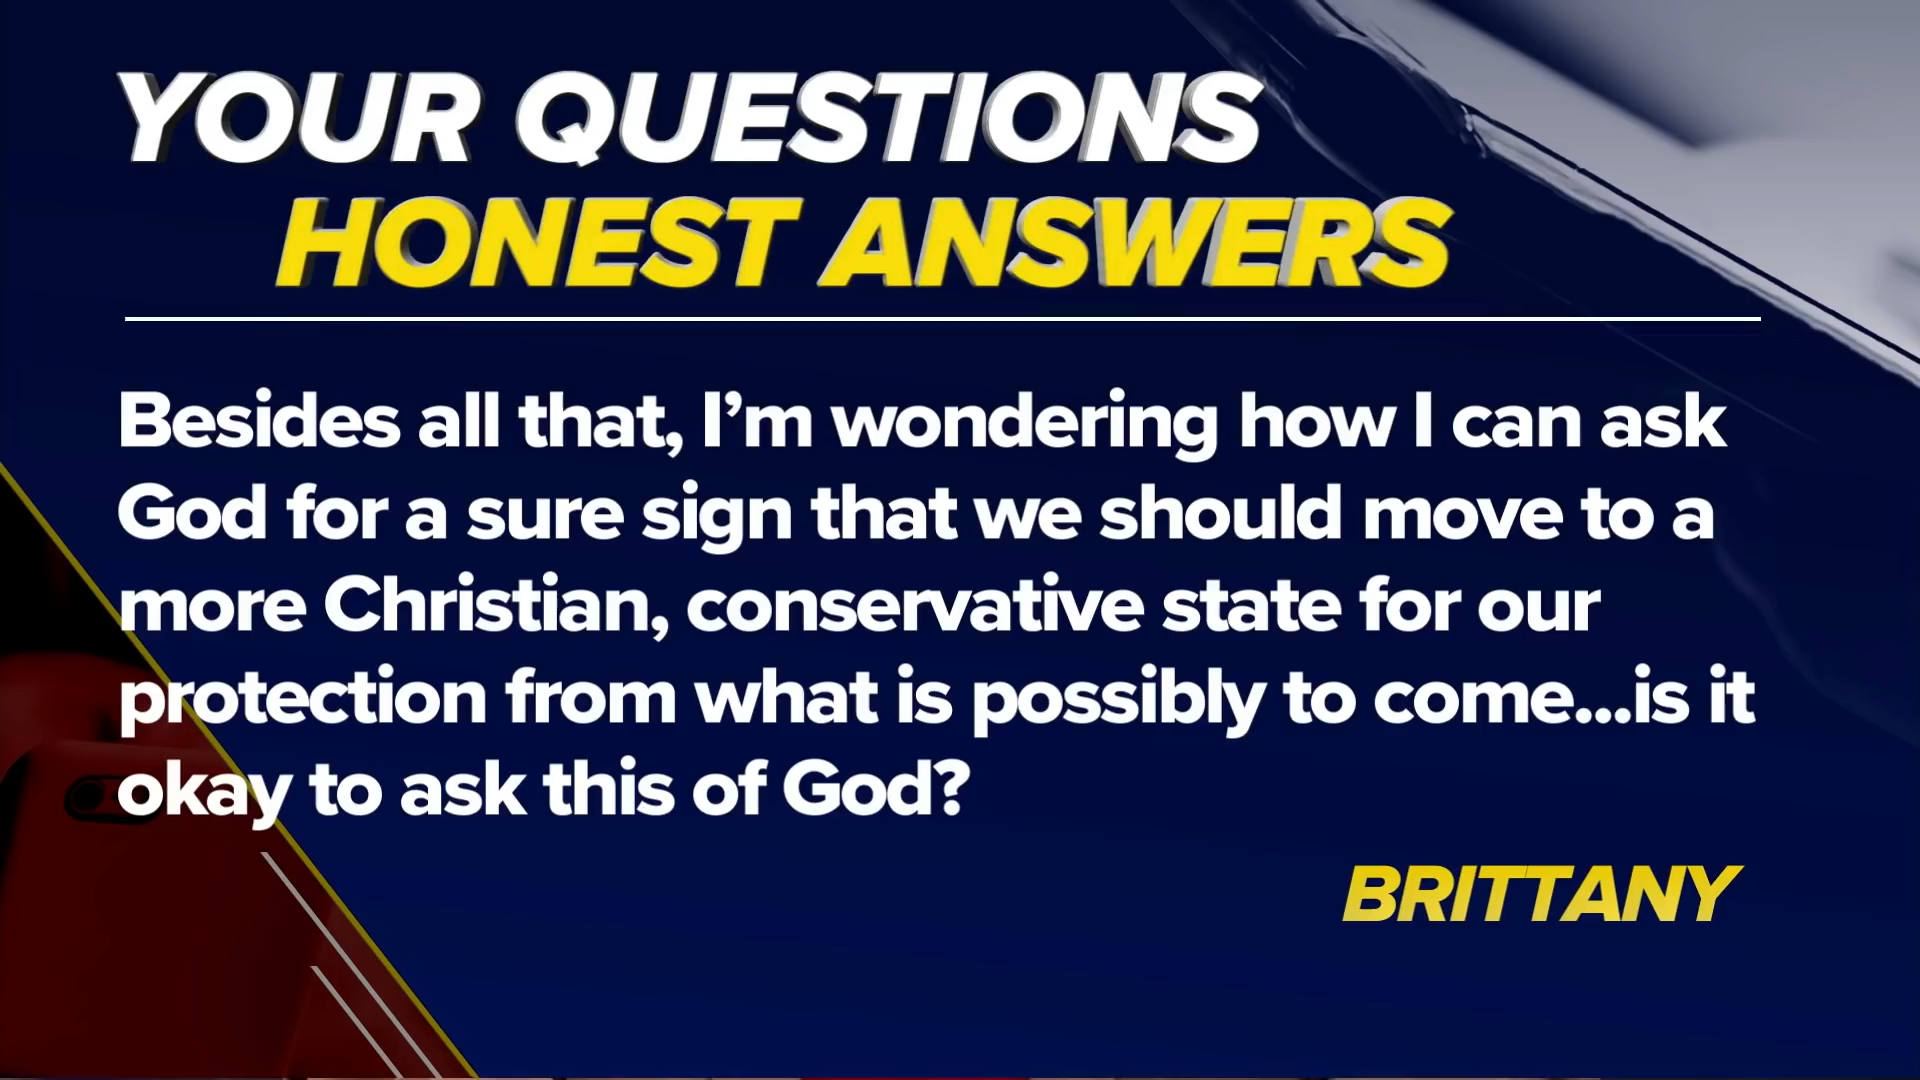 YOUR QUESTIONS
HONEST ANSWERS
Besides all that, I’m wondering how I can ask
God for a sure sign that we should move to a
more Christian, conservative state for our
protection from what is possibly to come...is it
okay to ask this of God?
BRITTANY